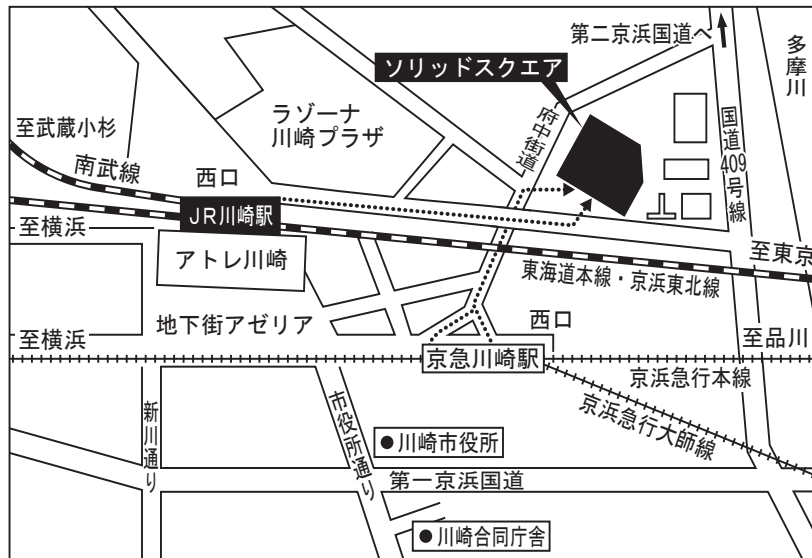 第二京浜国道へ
多摩川
ソリッドスクエア
ラゾーナ
川崎プラザ
府中街道
国道409号線
至武蔵小杉
南武線
西口
JR川崎駅
至横浜
アトレ川崎
至東京
東海道本線・京浜東北線
地下街アゼリア
西口
至横浜
至品川
京急川崎駅
京浜急行本線
京浜急行大師線
新川通り
市役所通り
●川崎市役所
第一京浜国道
●川崎合同庁舎